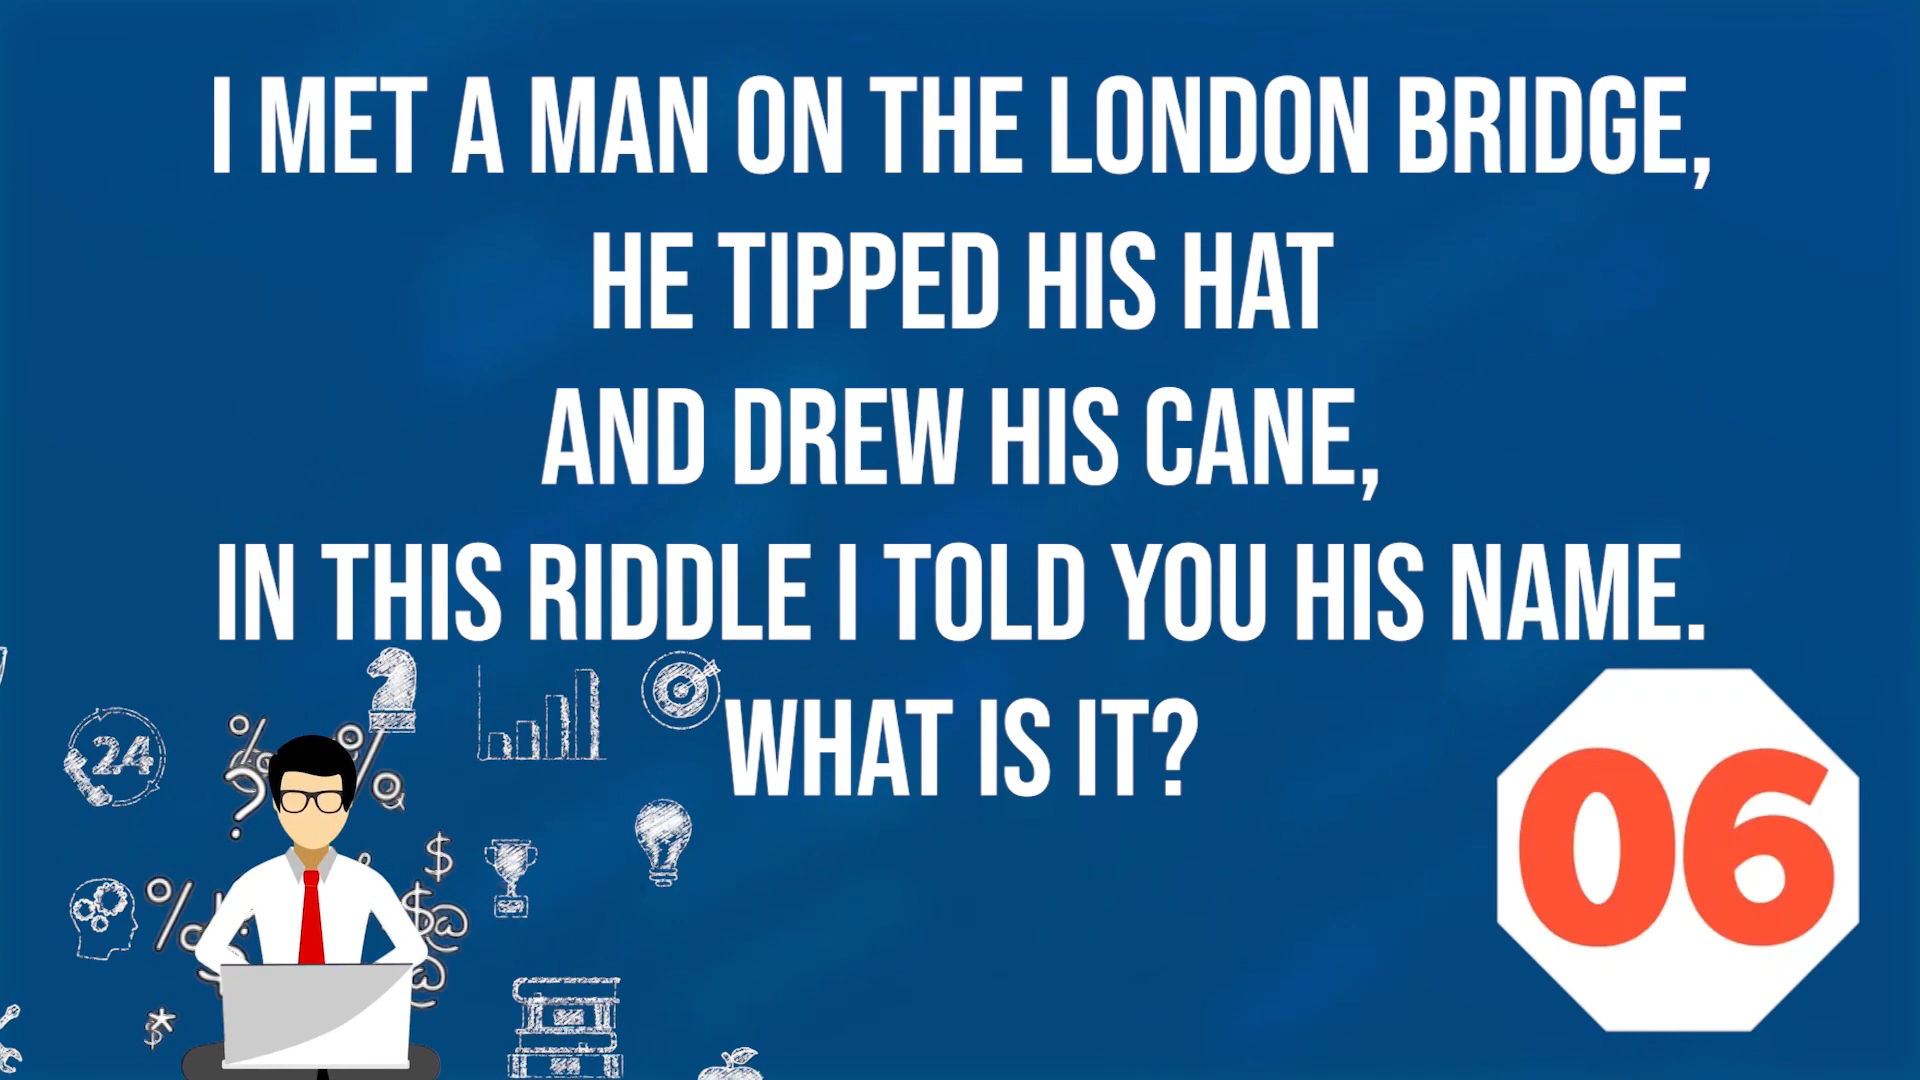 I MET A MAN ON THE LONDON BRIDGE,
HE TIPPED HIS HAT
AND DREW HIS CANE,
IN THIS RIDDLE I TOLD YOU HIS NAME.
WHAT IS IT?
24
06